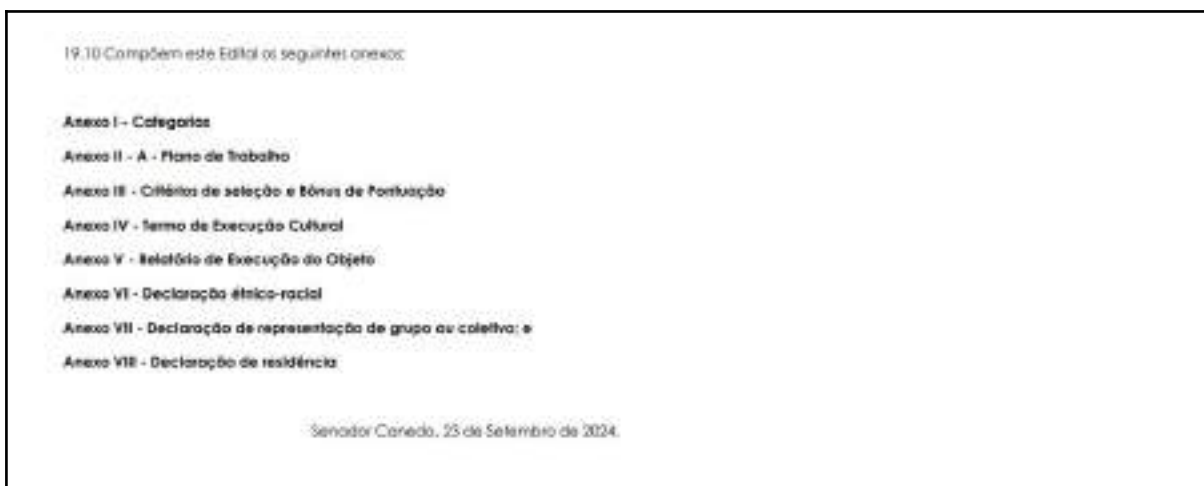 19.10 Compõem este Edital os seguintes anexos:
Anexo I - Categorias
Anexo II - A - Plano de Trabalho
Anexo III - Critérios de seleção e Bônus de Pontuação
Anexo IV - Termo de Execução Cultural
Anexo V - Relatório de Execução do Objeto
Anexo VI - Declaração étnico-racial
Anexo VII - Declaração de representação de grupo ou coletivo; e
Anexo VIII - Declaração de residência
Senador Canedo, 23 de Setembro de 2024.